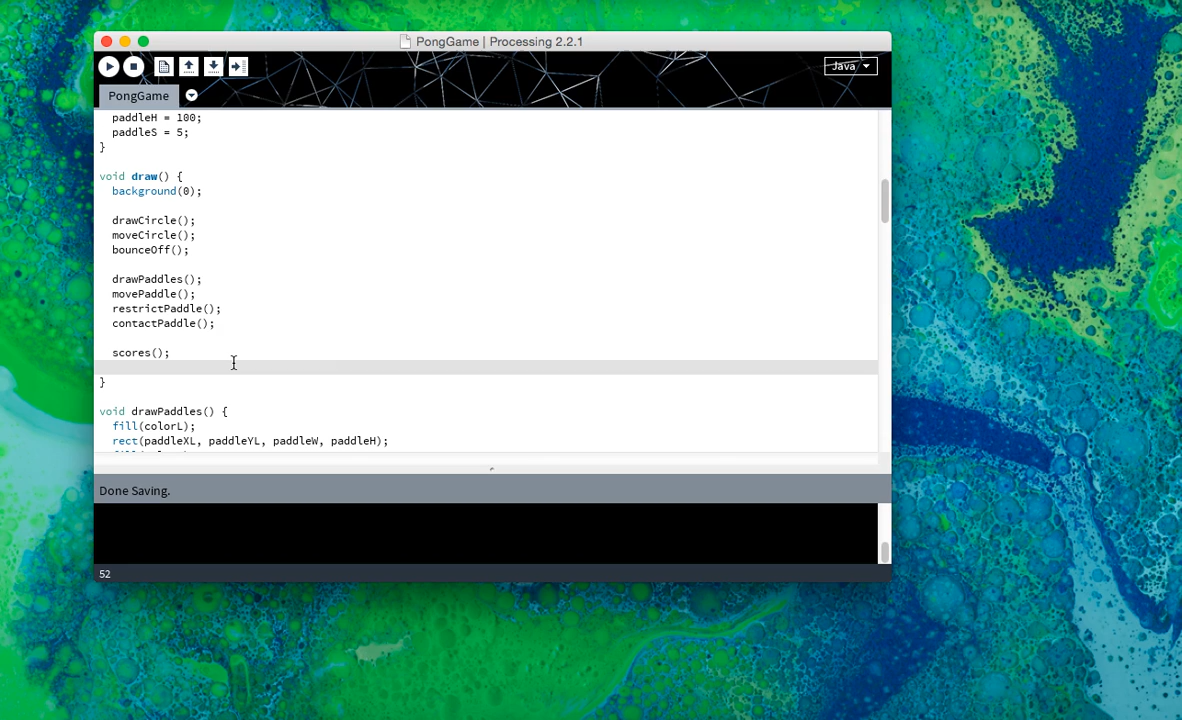 PongGame | Processing 2.2.1
Java
PongGame
paddleH = 100;
paddleS = 5;
}
void draw() {
background(0);
drawCircle();
moveCircle();
bounceOff();
drawPaddles();
movePaddle();
restrictPaddle();
contactPaddle();
scores();
}
void drawPaddles() {
fill(colorL);
rect(paddleXL, paddleYL, paddleW, paddleH);
Done Saving.
52